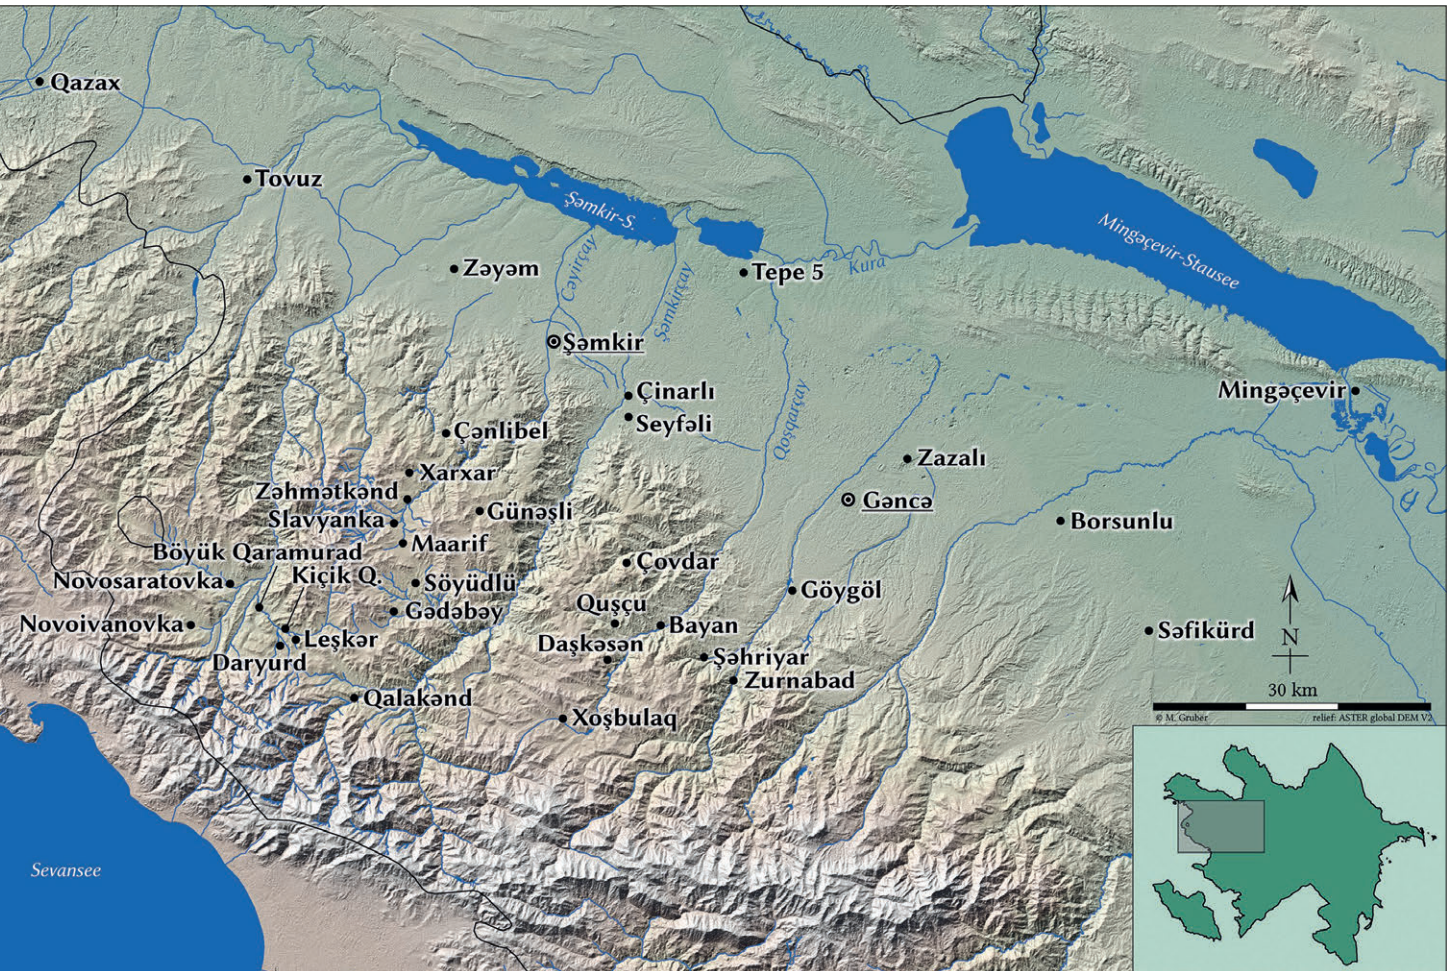 Qazax
Tovuz
Şəmkir-S.
Mingəçevir-Stausee
Zəyəm
Cəyirçay
Şəmkirçay
Tepe 5
Kura
Şəmkir
Çinarlı
Seyfəli
Qoşqarçay
Mingəçevir
Çənlibel
Xarxar
Zazalı
Zəhmətkənd
Günəşli
Gəncə
Slavyanka
Borsunlu
Maarif
Böyük Qaramurad
Kiçik Q.
Çovdar
Novosaratovka
Söyüdlü
Göygöl
Gədəbəy
Quşçu
Novoivanovka
Leşkər
Bayan
Səfikürd
Daşkəsən
Daryurd
Şəhriyar
Zurnabad
Qalakənd
Xoşbulaq
N
30 km
© M. Gruber
relief: ASTER global DEM V2
Sevansee